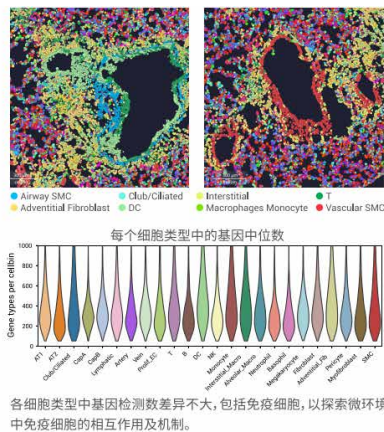 Airway SMC
Club/Ciliated
Interstitial
T
Adventitial Fibroblast
DC
Macrophages Monocyte
Vascular SMC
每个细胞类型中的基因中位数
Gene types per cellbin
1000
800
600
400
200
0
AT1
AT2
Club/Ciliated
CapA
CapB
Lymphatic
Artery
Vein
Prolif_EC
T
B
DC
NK
Monocyte
Interstitial_Macro
Alveolar_Macro
Neutrophil
Basophil
Megakaryocyte
Fibroblast
Adventitial_Fib
Pericyte
Myofibroblast
SMC
各细胞类型中基因检测数差异不大，包括免疫细胞，以探索微环境
中免疫细胞的相互作用及机制。